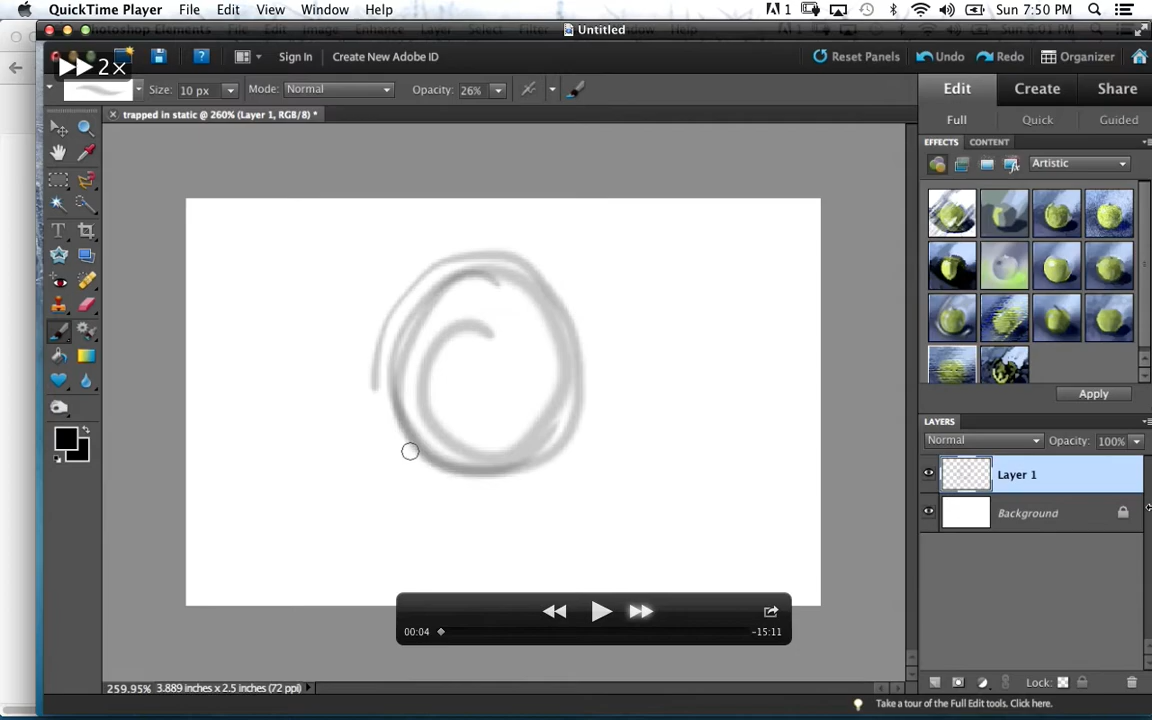 QuickTime Player File Edit View Window Help A 1 Sun 7:50 PM
Untitled
2×
Sign In Create New Adobe ID Reset Panels Undo Redo Organizer
Size: 10 px Mode: Normal Opacity: 26% Edit Create Share
trapped in static @ 260% (Layer 1, RGB/8) * Full Quick Guided
EFFECTS CONTENT
Artistic
Apply
LAYERS
Normal Opacity: 100%
Layer 1
Background
00:04 -15:11
259.95% 3.889 inches x 2.5 inches (72 ppi) Lock:
Take a tour of the Full Edit tools. Click here.